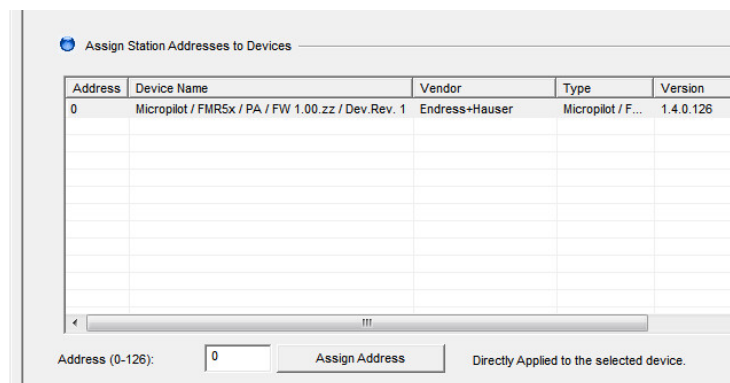 Assign Station Addresses to Devices
Address Device Name Vendor Type Version
0 Micropilot / FMR5x / PA / FW 1.00.zz / Dev.Rev. 1 Endress+Hauser Micropilot / F... 1.4.0.126
Address (0-126): 0 Assign Address Directly Applied to the selected device.